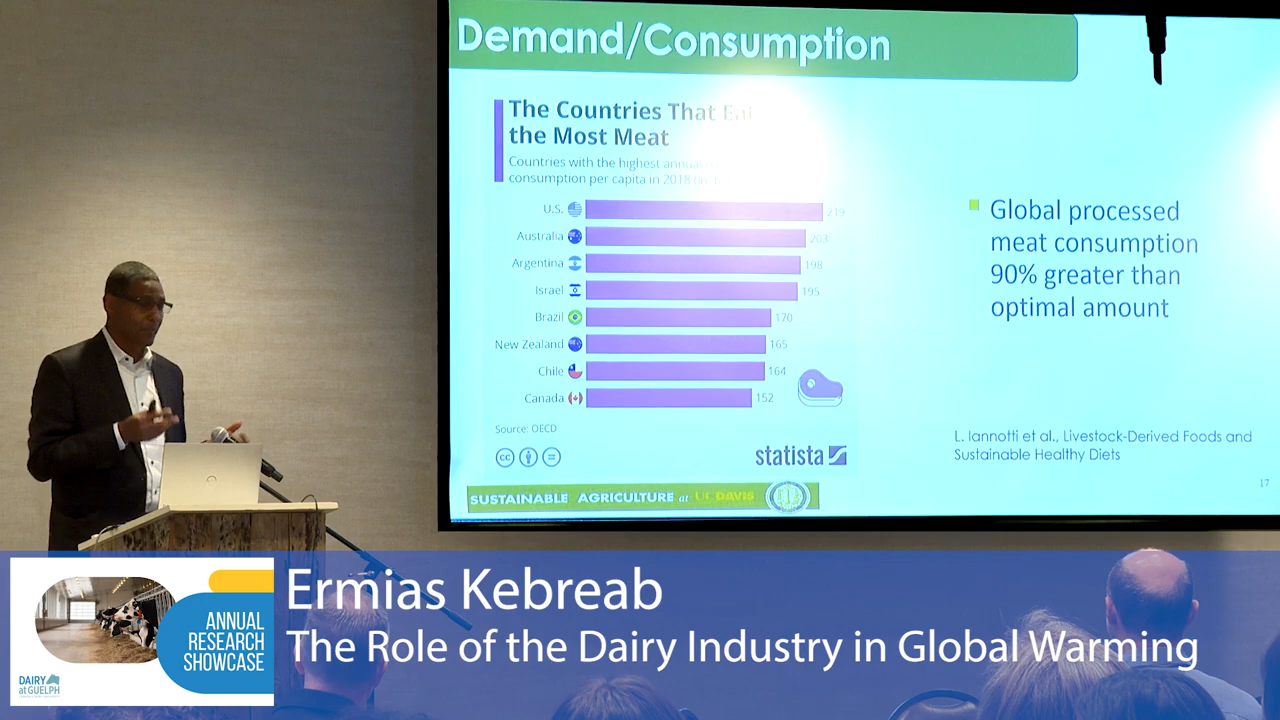 Demand/Consumption
The Countries That Eat
the Most Meat
Countries with the highest annual
consumption per capita in 2018
U.S. 219
Australia 203
Argentina 198
Israel 195
Brazil 170
New Zealand 165
Chile 164
Canada 152
Source: OECD
cc
statista
Global processed
meat consumption
90% greater than
optimal amount
L. Iannotti et al., Livestock-Derived Foods and
Sustainable Healthy Diets
17
SUSTAINABLE AGRICULTURE at UC DAVIS
ANNUAL
RESEARCH
SHOWCASE
DAIRY
at GUELPH
Ermias Kebreab
The Role of the Dairy Industry in Global Warming